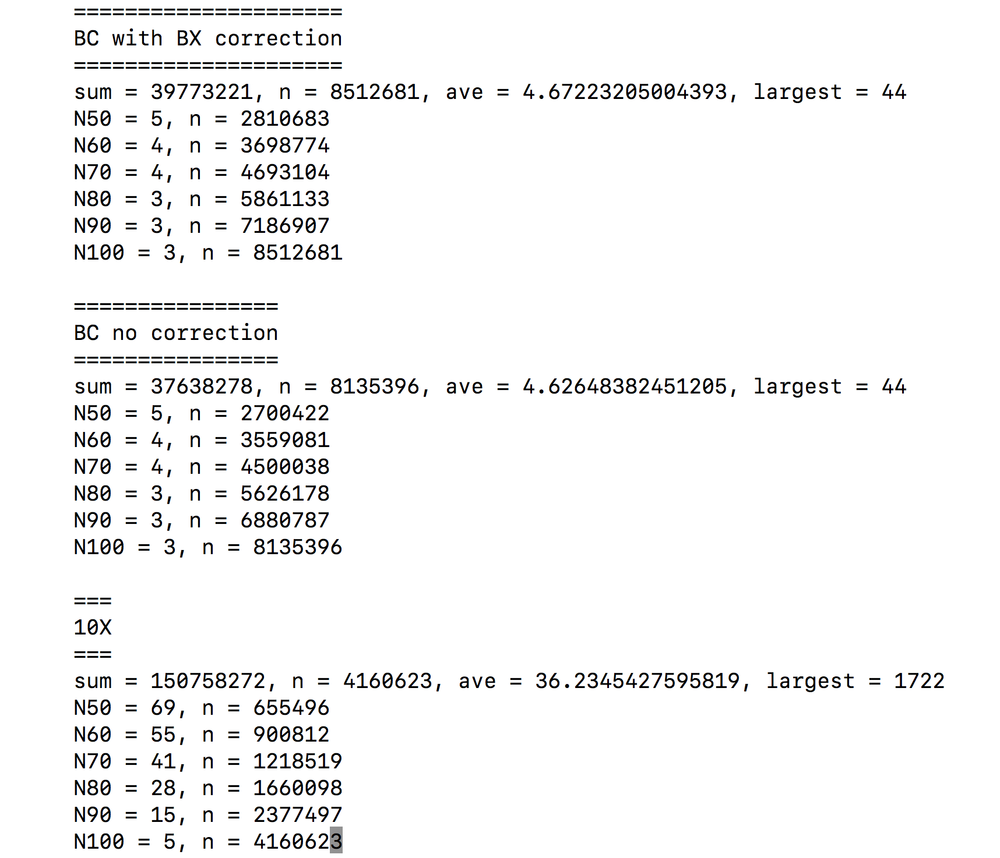 =====================
BC with BX correction
=====================
sum = 39773221, n = 8512681, ave = 4.67223205004393, largest = 44
N50 = 5, n = 2810683
N60 = 4, n = 3698774
N70 = 4, n = 4693104
N80 = 3, n = 5861133
N90 = 3, n = 7186907
N100 = 3, n = 8512681
================
BC no correction
================
sum = 37638278, n = 8135396, ave = 4.62648382451205, largest = 44
N50 = 5, n = 2700422
N60 = 4, n = 3559081
N70 = 4, n = 4500038
N80 = 3, n = 5626178
N90 = 3, n = 6880787
N100 = 3, n = 8135396
===
10X
===
sum = 150758272, n = 4160623, ave = 36.2345427595819, largest = 1722
N50 = 69, n = 655496
N60 = 55, n = 900812
N70 = 41, n = 1218519
N80 = 28, n = 1660098
N90 = 15, n = 2377497
N100 = 5, n = 4160623